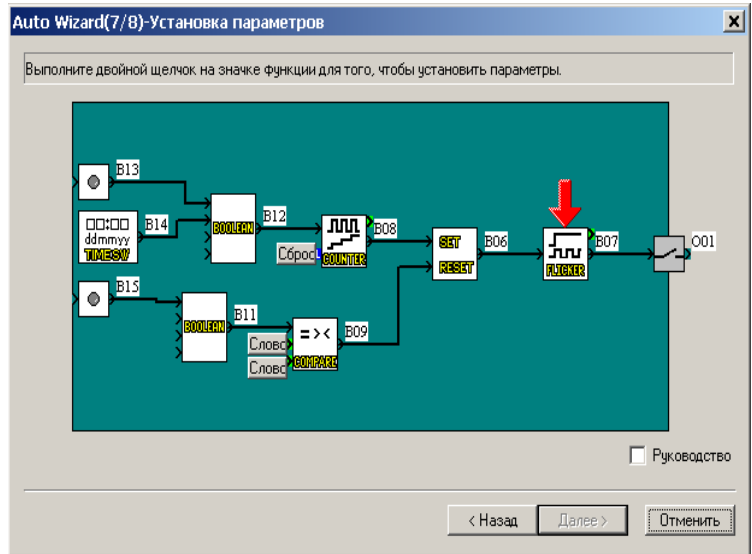 Auto Wizard(7/8)-Установка параметров
Выполните двойной щелчок на значке функции для того, чтобы установить параметры.
B13
B14
ddmmyy
TIMESW
BOOLEAN
B12
Сброс
COUNTER
B08
SET
RESET
B06
FLICKER
B07
O01
B15
BOOLEAN
B11
Слово
Слово
=><
COMPARE
B09
Руководство
< Назад
Далее >
Отменить